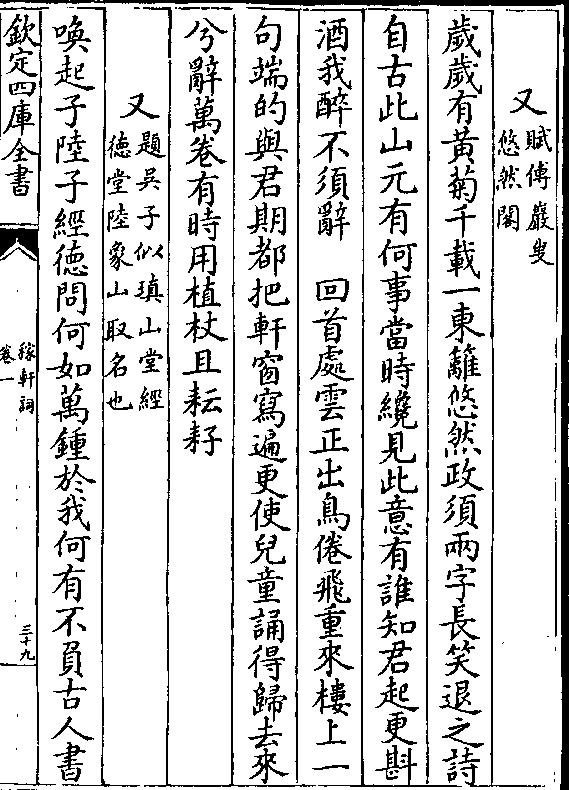 又 賦傅巖叟
悠然閣
歲歲有黃菊千載一東籬悠然政須兩字長笑退之詩
自古此山元有何事當時纔見此意有誰知君起更斟
酒我醉不須辭　回首處雲正出鳥倦飛重來樓上一
句端的與君期都把軒窗寫遍更使兒童誦得歸去來
兮辭萬卷有時用植杖且耘耔
又 題吳子似瑱山堂經
德堂陸象山取名也
喚起子陸子經德問何如萬鍾於我何有不負古人書
欽定四庫全書
稼軒詞
卷一
三十九